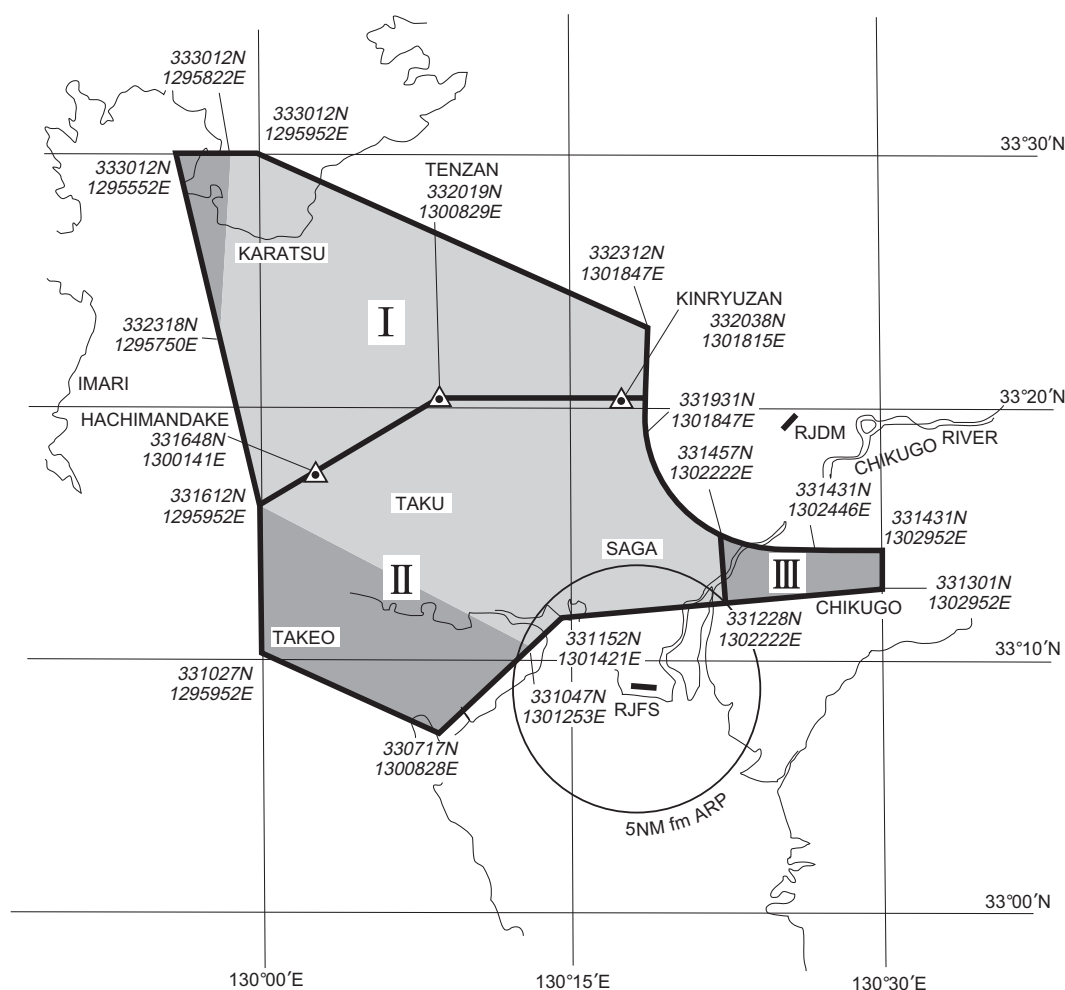 333012N
1295822E
333012N
1295952E
33°30′N
333012N
1295552E
TENZAN
332019N
1300829E
KARATSU
332312N
1301847E
KINRYUZAN
332038N
1301815E
I
332318N
1295750E
IMARI
33°20′N
HACHIMANDAKE
331648N
1300141E
331931N
1301847E
RJDM
CHIKUGO RIVER
331457N
1302222E
331612N
1295952E
TAKU
331431N
1302446E
331431N
1302952E
SAGA
II
III
CHIKUGO
331301N
1302952E
331228N
1302222E
TAKEO
331152N
1301421E
33°10′N
331027N
1295952E
331047N
1301253E
RJFS
330717N
1300828E
5NM fm ARP
33°00′N
130°00′E
130°15′E
130°30′E